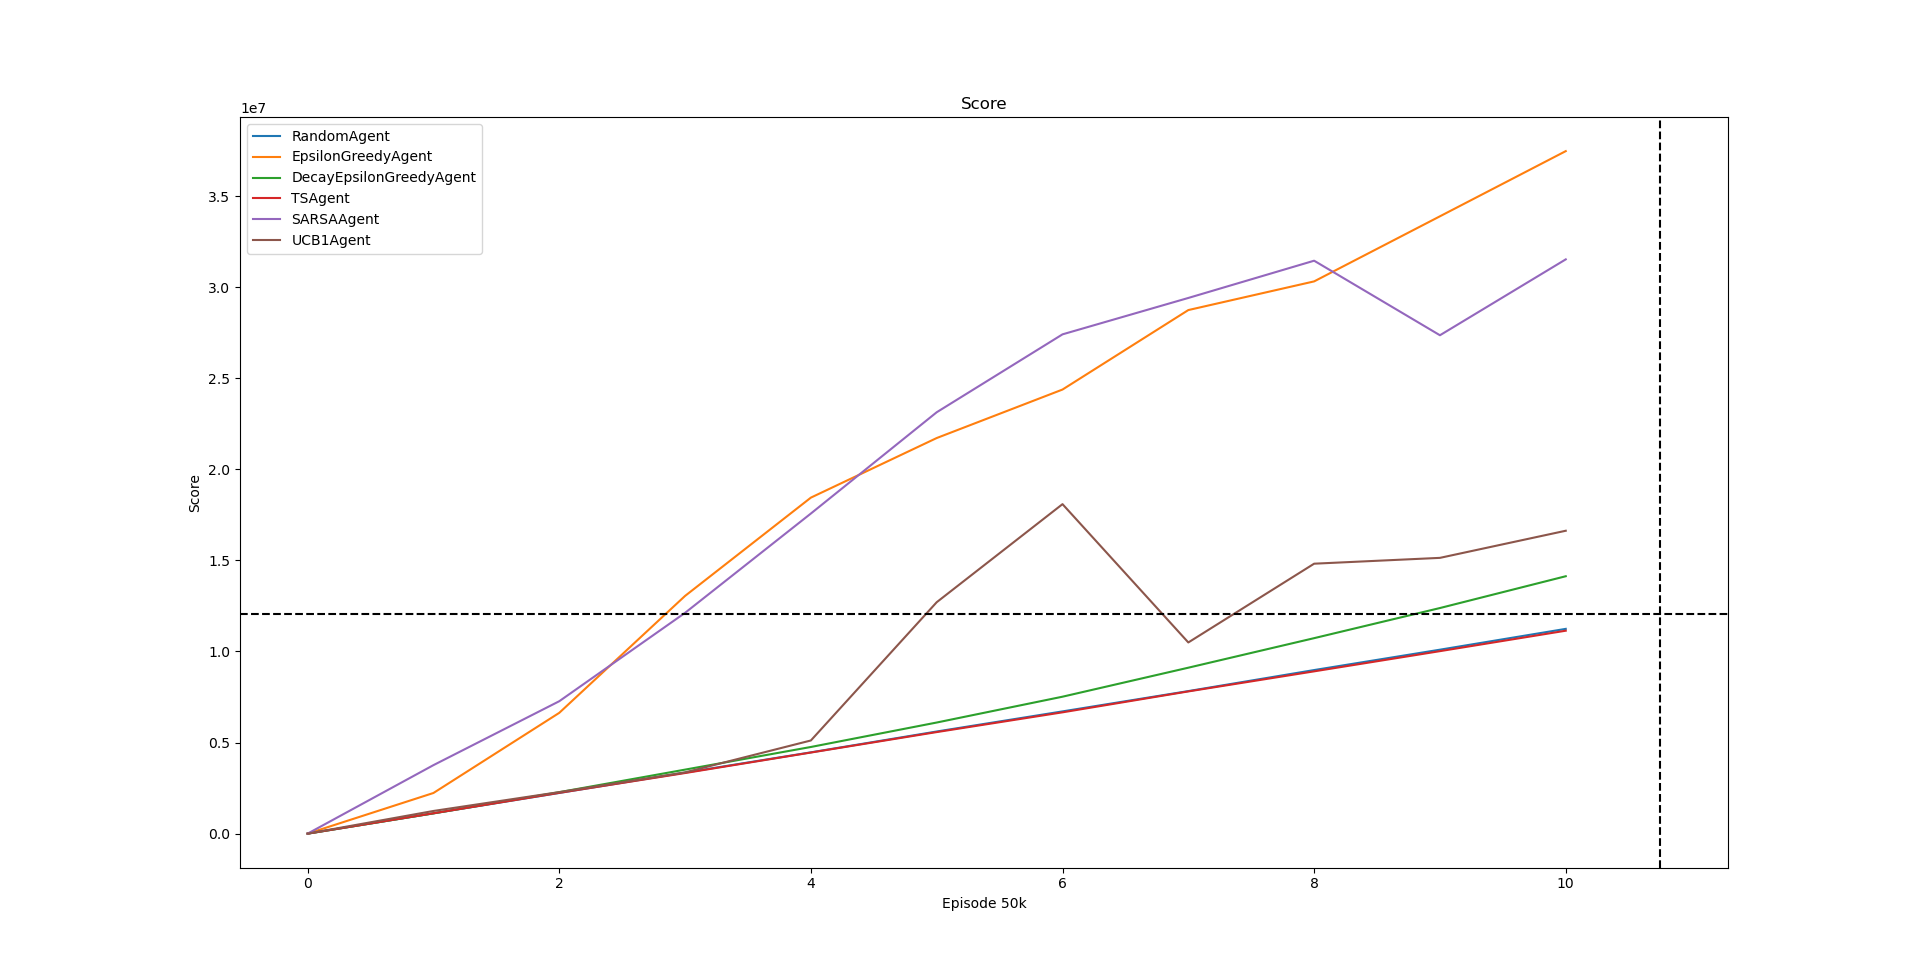 Score
1e7
RandomAgent
EpsilonGreedyAgent
DecayEpsilonGreedyAgent
TSAgent
SARSAAgent
UCB1Agent
3.5
3.0
2.5
2.0
1.5
1.0
0.5
0.0
Score
0 2 4 6 8 10
Episode 50k